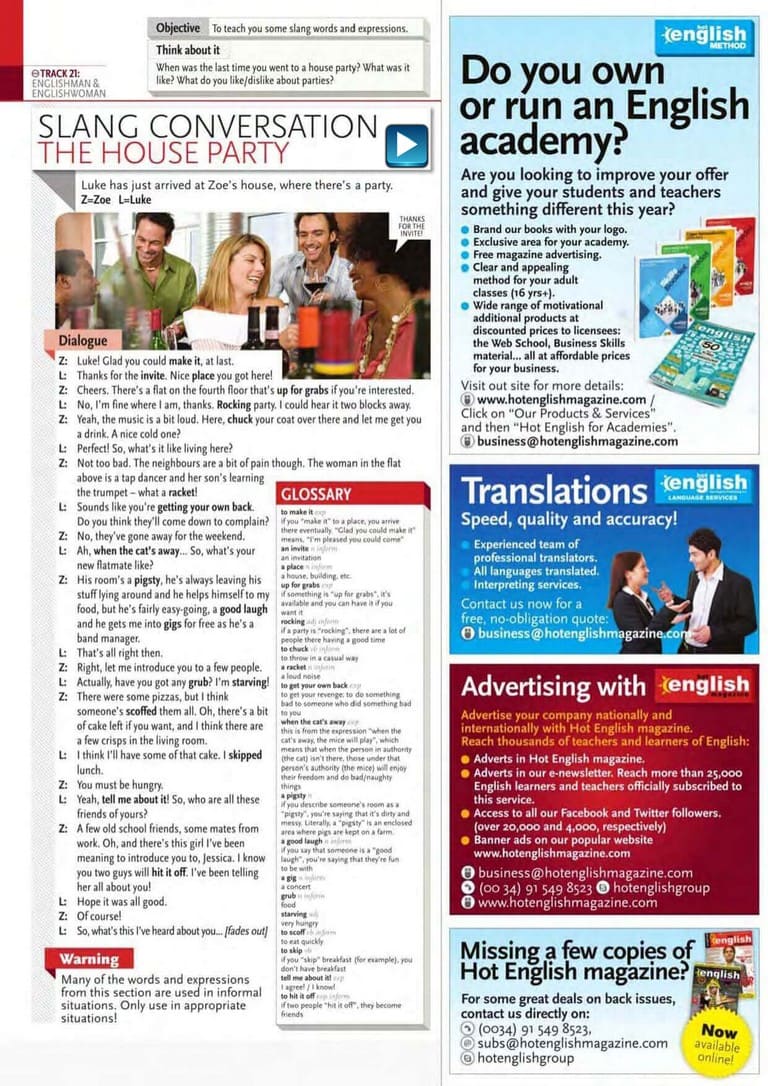 Objective To teach you some slang words and expressions.
Think about it
When was the last time you went to a house party? What was it
like? What do you like/dislike about parties?
TRACK 21:
ENGLISHMAN &
ENGLISHWOMAN
SLANG CONVERSATION
THE HOUSE PARTY
Luke has just arrived at Zoe's house, where there's a party.
Z=Zoe L=Luke
THANKS
FOR THE
INVITE!
Dialogue
Z: Luke! Glad you could make it, at last.
L: Thanks for the invite. Nice place you got here!
Z: Cheers. There's a flat on the fourth floor that's up for grabs if you're interested.
L: No, I'm fine where I am, thanks. Rocking party. I could hear it two blocks away.
Z: Yeah, the music is a bit loud. Here, chuck your coat over there and let me get you
a drink. A nice cold one?
L: Perfect! So, what's it like living here?
Z: Not too bad. The neighbours are a bit of pain though. The woman in the flat
above is a tap dancer and her son's learning
the trumpet – what a racket!
L: Sounds like you're getting your own back.
Do you think they'll come down to complain?
Z: No, they've gone away for the weekend.
L: Ah, when the cat's away... So, what's your
new flatmate like?
Z: His room's a pigsty, he's always leaving his
stuff lying around and he helps himself to my
food, but he's fairly easy-going, a good laugh
and he gets me into gigs for free as he's a
band manager.
L: That's all right then.
Z: Right, let me introduce you to a few people.
L: Actually, have you got any grub? I'm starving!
Z: There were some pizzas, but I think
someone's scoffed them all. Oh, there's a bit
of cake left if you want, and I think there are
a few crisps in the living room.
L: I think I'll have some of that cake. I skipped
lunch.
Z: You must be hungry.
L: Yeah, tell me about it! So, who are all these
friends of yours?
Z: A few old school friends, some mates from
work. Oh, and there's this girl I've been
meaning to introduce you to, Jessica. I know
you two guys will hit it off. I've been telling
her all about you!
L: Hope it was all good.
Z: Of course!
L: So, what's this I've heard about you... [fades out]
Warning
Many of the words and expressions
from this section are used in informal
situations. Only use in appropriate
situations!
GLOSSARY
to make it exp
if you "make it" to a place, you arrive
there eventually. "Glad you could make it"
means, "I'm pleased you could come"
an invite n inform
an invitation
a place n inform
a house, building, etc.
up for grabs exp
if something is "up for grabs", it's
available and you can have it if you
want it
rocking adj inform
if a party is "rocking", there are a lot of
people there having a good time
to chuck vb inform
to throw in a casual way
a racket n inform
a loud noise
to get your own back exp
to get your revenge; to do something
bad to someone who did something bad
to you
when the cat's away exp
this is from the expression "when the
cat's away, the mice will play", which
means that when the person in authority
(the cat) isn't there, those under that
person's authority (the mice) will enjoy
their freedom and do bad/naughty
things
a pigsty n
if you describe someone's room as a
"pigsty", you're saying that it's dirty and
messy. Literally, a "pigsty" is an enclosed
area where pigs are kept on a farm.
a good laugh n inform
if you say that someone is a "good
laugh", you're saying that they're fun
to be with
a gig n inform
a concert
grub n inform
food
starving adj
very hungry
to scoff vb inform
to eat quickly
to skip vb
if you "skip" breakfast (for example), you
don't have breakfast
tell me about it! exp
I agree! / I know!
to hit it off exp inform
if two people "hit it off", they become
friends
hot english
METHOD
Do you own
or run an English
academy?
Are you looking to improve your offer
and give your students and teachers
something different this year?
Brand our books with your logo.
Exclusive area for your academy.
Free magazine advertising.
Clear and appealing
method for your adult
classes (16 yrs+).
Wide range of motivational
additional products at
discounted prices to licensees:
the Web School, Business Skills
material... all at affordable prices
for your business.
english
50
Visit out site for more details:
www.hotenglishmagazine.com /
Click on "Our Products & Services"
and then "Hot English for Academies".
business@hotenglishmagazine.com
Translations
hot english
LANGUAGE SERVICES
Speed, quality and accuracy!
Experienced team of
professional translators.
All languages translated.
Interpreting services.
Contact us now for a
free, no-obligation quote:
business@hotenglishmagazine.com
Advertising with hot english
magazine
Advertise your company nationally and
internationally with Hot English magazine.
Reach thousands of teachers and learners of English:
Adverts in Hot English magazine.
Adverts in our e-newsletter. Reach more than 25,000
English learners and teachers officially subscribed to
this service.
Access to all our Facebook and Twitter followers.
(over 20,000 and 4,000, respectively)
Banner ads on our popular website
www.hotenglishmagazine.com
business@hotenglishmagazine.com
(00 34) 91 549 8523 hotenglishgroup
www.hotenglishmagazine.com
Missing a few copies of
Hot English magazine?
english
english
For some great deals on back issues,
contact us directly on:
(0034) 91 549 8523,
subs@hotenglishmagazine.com
hotenglishgroup
Now
available
online!